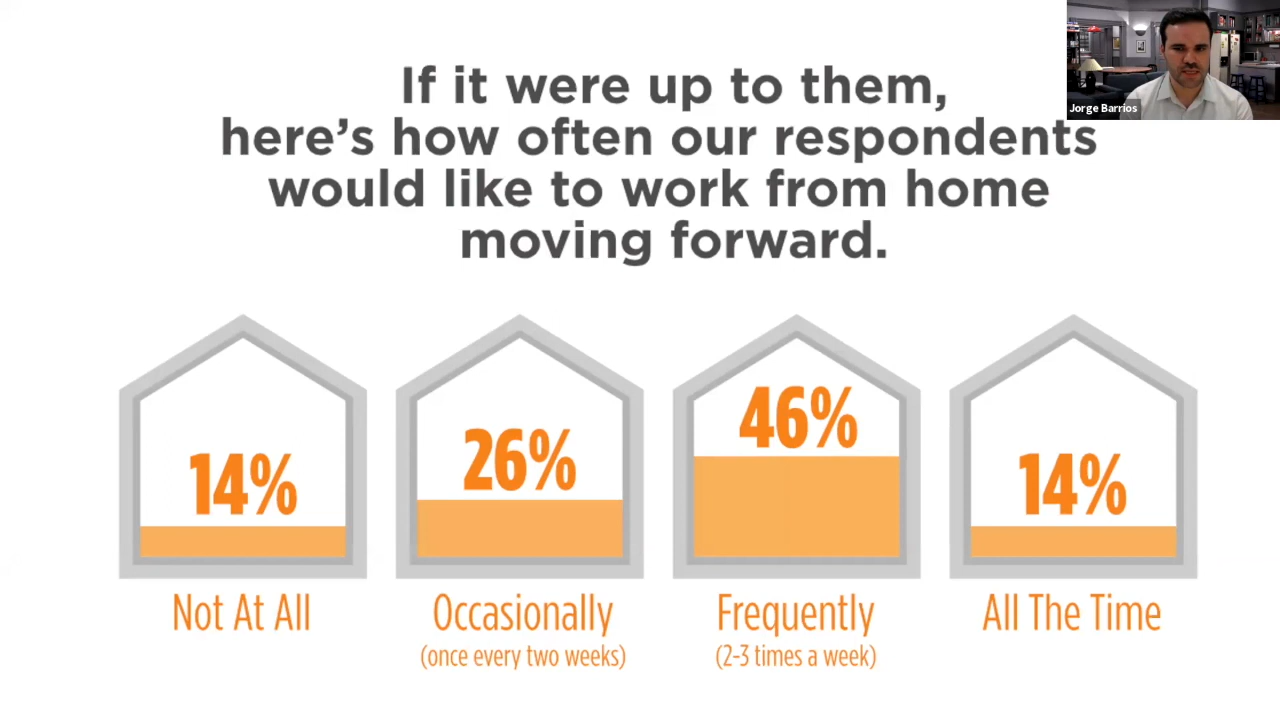 Jorge Barrios
If it were up to them,
here's how often our respondents
would like to work from home
moving forward.
14%
26%
46%
14%
Not At All
Occasionally
(once every two weeks)
Frequently
(2-3 times a week)
All The Time